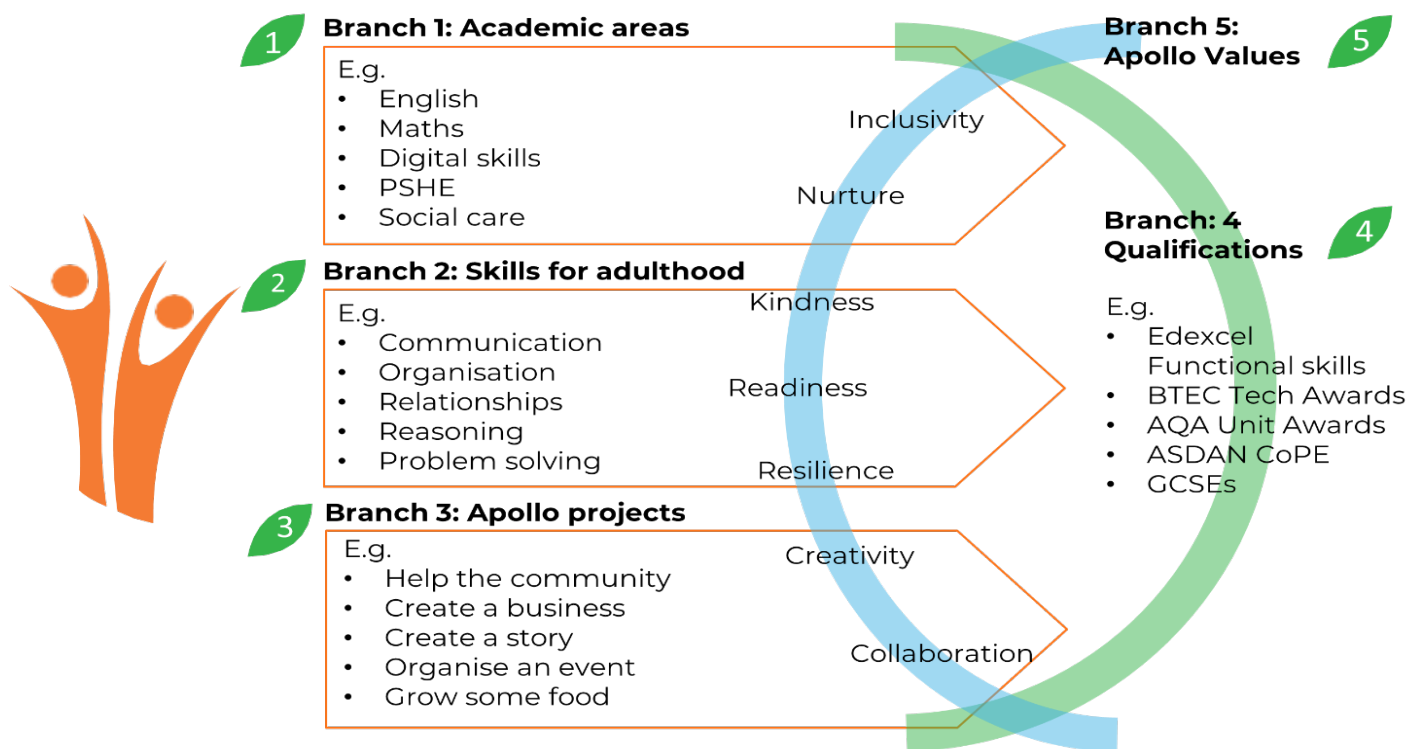 1
Branch 1: Academic areas
E.g.
• English
• Maths
• Digital skills
• PSHE
• Social care
2
Branch 2: Skills for adulthood
E.g.
• Communication
• Organisation
• Relationships
• Reasoning
• Problem solving
3
Branch 3: Apollo projects
E.g.
• Help the community
• Create a business
• Create a story
• Organise an event
• Grow some food
Inclusivity
Nurture
Kindness
Readiness
Resilience
Creativity
Collaboration
Branch 5:
Apollo Values
5
Branch: 4
Qualifications
4
E.g.
• Edexcel
Functional skills
• BTEC Tech Awards
• AQA Unit Awards
• ASDAN CoPE
• GCSEs